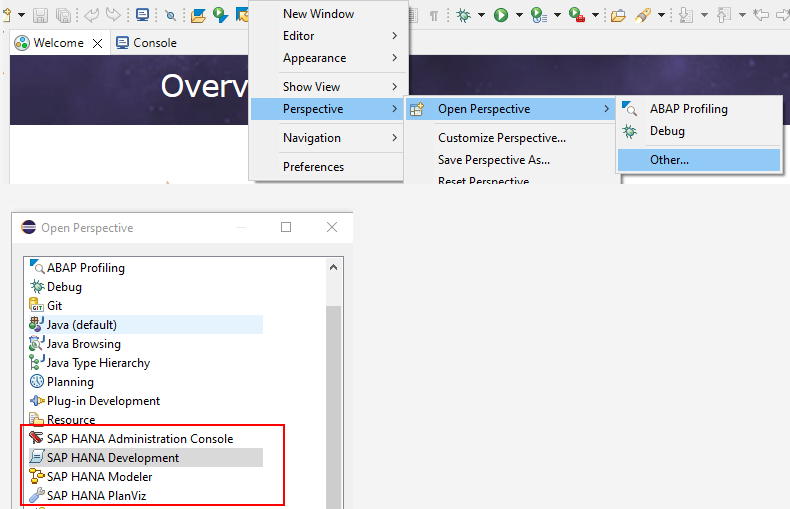 New Window
Welcome
Console
Editor
Appearance
Overv
Show View
Perspective
Open Perspective
ABAP Profiling
Debug
Navigation
Customize Perspective...
Save Perspective As...
Other...
Preferences
Reset Perspective
Open Perspective
ABAP Profiling
Debug
Git
Java (default)
Java Browsing
Java Type Hierarchy
Planning
Plug-in Development
Resource
SAP HANA Administration Console
SAP HANA Development
SAP HANA Modeler
SAP HANA PlanViz